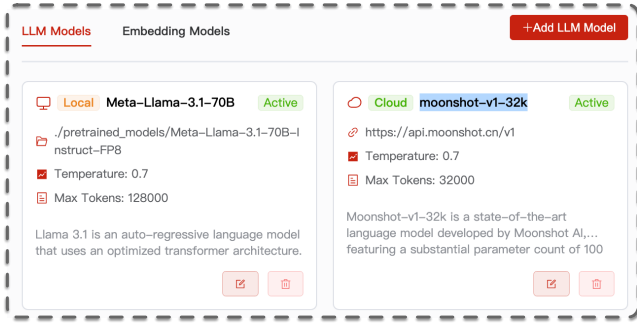 LLM Models
Embedding Models
+Add LLM Model
Local Meta-Llama-3.1-70B Active
./pretrained_models/Meta-Llama-3.1-70B-I
nstruct-FP8
Temperature: 0.7
Max Tokens: 128000
Llama 3.1 is an auto-regressive language model
that uses an optimized transformer architecture.
Cloud moonshot-v1-32k Active
https://api.moonshot.cn/v1
Temperature: 0.7
Max Tokens: 32000
Moonshot-v1-32k is a state-of-the-art
language model developed by Moonshot AI,...
featuring a substantial parameter count of 100